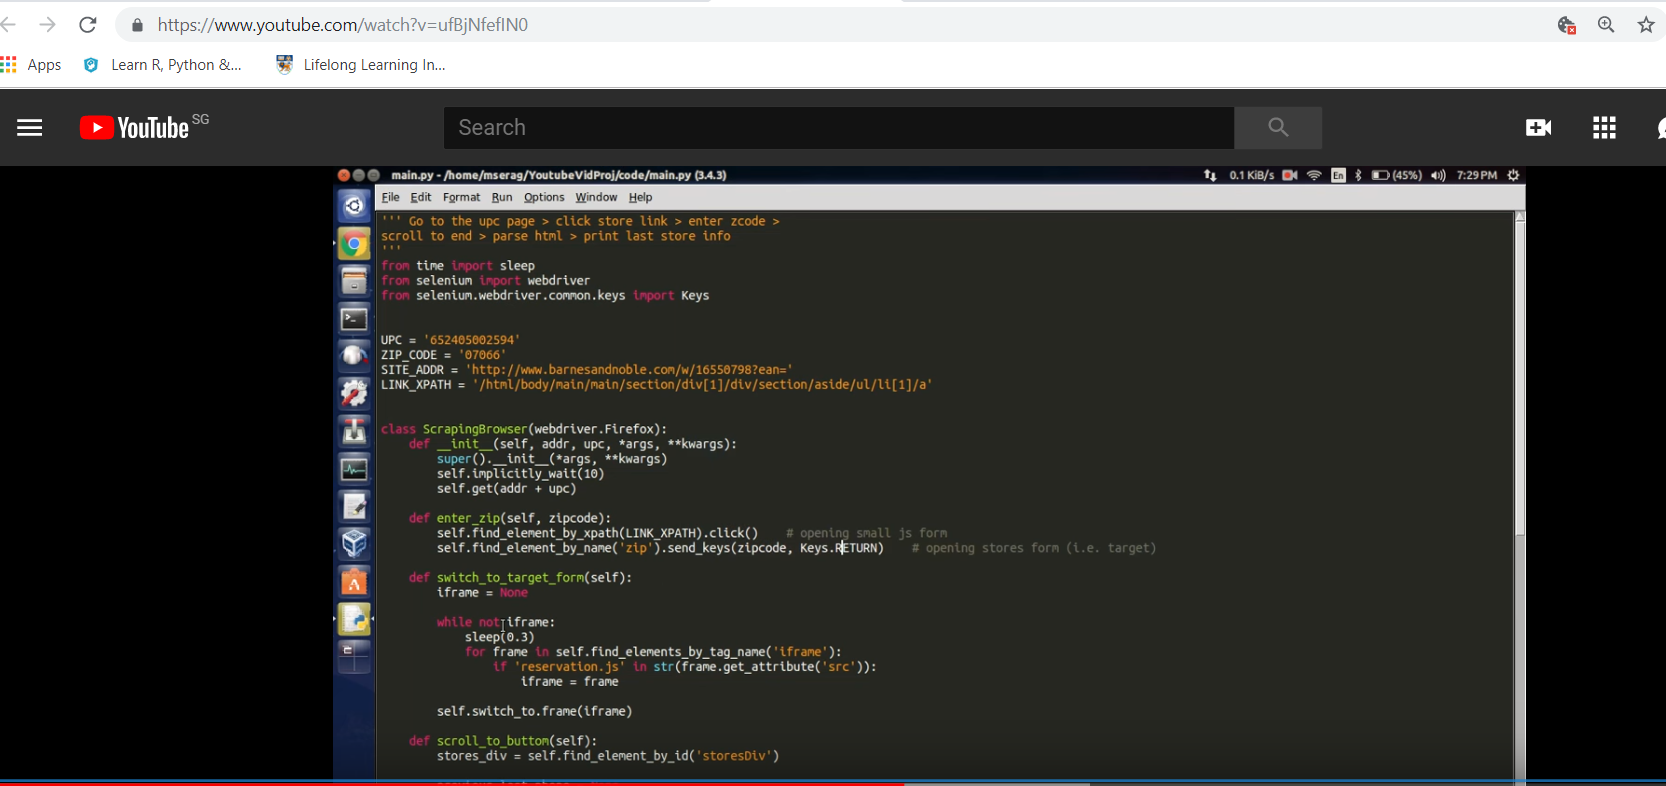 https://www.youtube.com/watch?v=ufBjNfefIN0
Apps Learn R, Python &... Lifelong Learning In...
YouTube SG Search
main.py - /home/mserag/YoutubeVidProj/code/main.py (3.4.3) 0.1 KiB/s En (45%) 7:29 PM
File Edit Format Run Options Window Help
''' Go to the upc page > click store link > enter zcode >
scroll to end > parse html > print last store info
'''
from time import sleep
from selenium import webdriver
from selenium.webdriver.common.keys import Keys
UPC = '652405002594'
ZIP_CODE = '07066'
SITE_ADDR = 'http://www.barnesandnoble.com/w/16550798?ean='
LINK_XPATH = '/html/body/main/main/section/div[1]/div/section/aside/ul/li[1]/a'
class ScrapingBrowser(webdriver.Firefox):
    def __init__(self, addr, upc, *args, **kwargs):
        super().__init__(*args, **kwargs)
        self.implicitly_wait(10)
        self.get(addr + upc)
    def enter_zip(self, zipcode):
        self.find_element_by_xpath(LINK_XPATH).click()    # opening small js form
        self.find_element_by_name('zip').send_keys(zipcode, Keys.RETURN)    # opening stores form (i.e. target)
    def switch_to_target_form(self):
        iframe = None
        while not iframe:
            sleep(0.3)
            for frame in self.find_elements_by_tag_name('iframe'):
                if 'reservation.js' in str(frame.get_attribute('src')):
                    iframe = frame
        self.switch_to.frame(iframe)
    def scroll_to_buttom(self):
        stores_div = self.find_element_by_id('storesDiv')